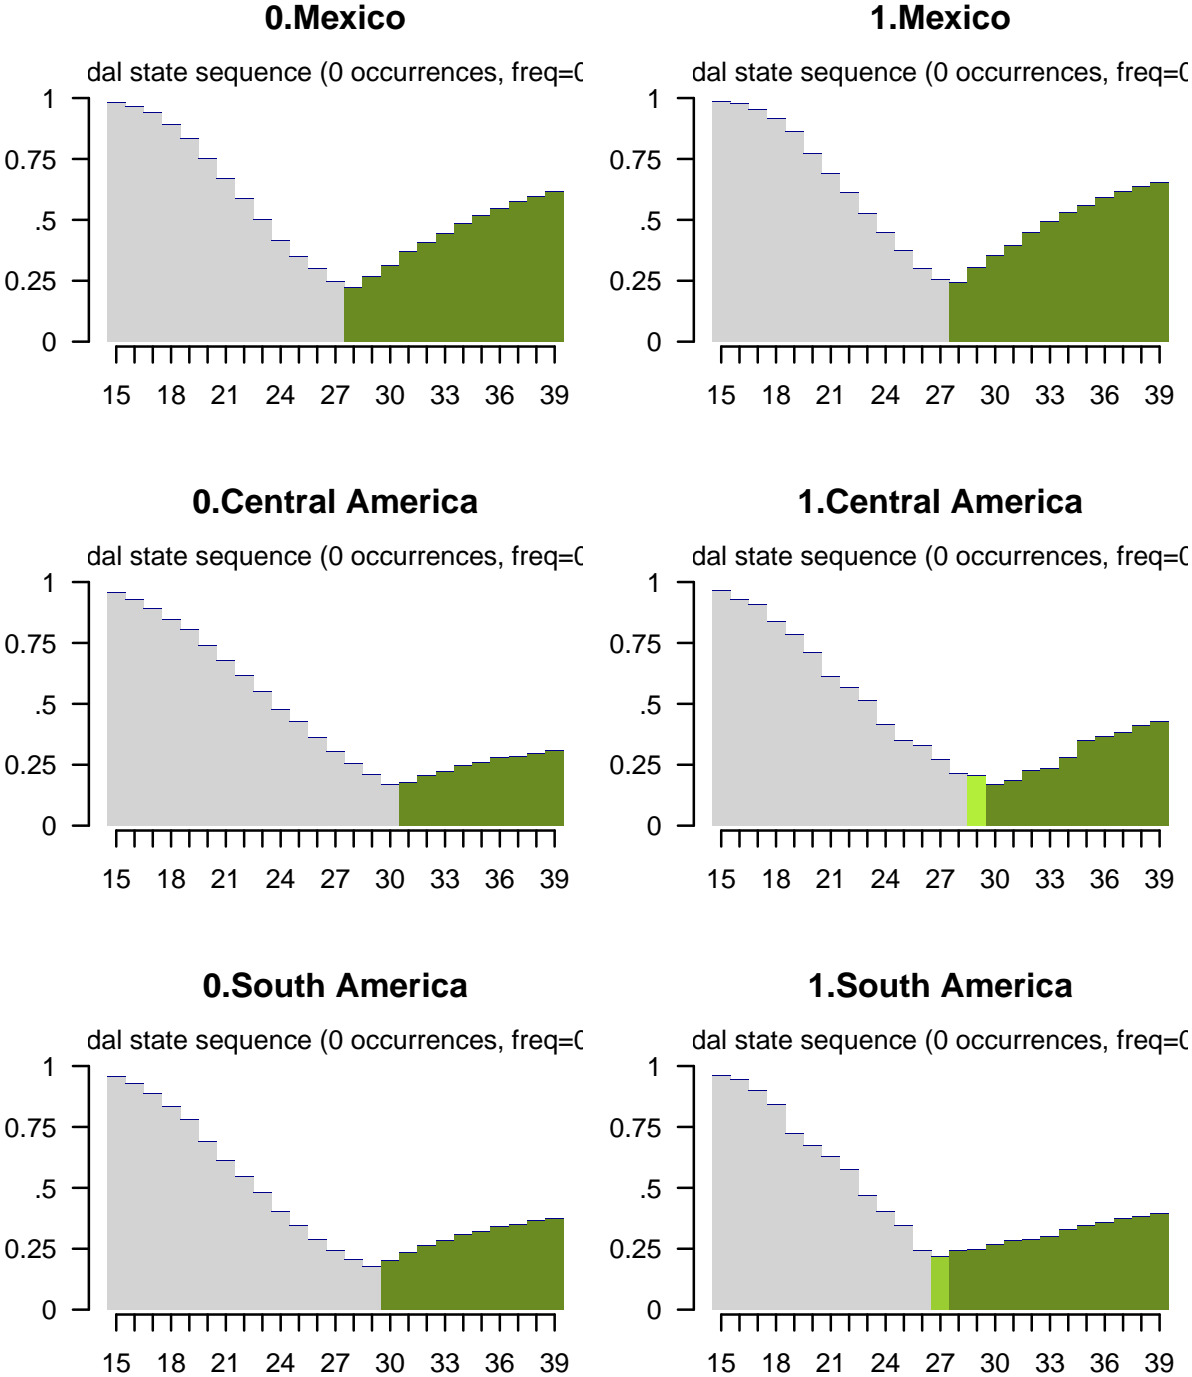 0.Mexico
dal state sequence (0 occurrences, freq=0
1
0.75
.5
0.25
0
15 18 21 24 27 30 33 36 39
1.Mexico
dal state sequence (0 occurrences, freq=0
1
0.75
.5
0.25
0
15 18 21 24 27 30 33 36 39
0.Central America
dal state sequence (0 occurrences, freq=0
1
0.75
.5
0.25
0
15 18 21 24 27 30 33 36 39
1.Central America
dal state sequence (0 occurrences, freq=0
1
0.75
.5
0.25
0
15 18 21 24 27 30 33 36 39
0.South America
dal state sequence (0 occurrences, freq=0
1
0.75
.5
0.25
0
15 18 21 24 27 30 33 36 39
1.South America
dal state sequence (0 occurrences, freq=0
1
0.75
.5
0.25
0
15 18 21 24 27 30 33 36 39